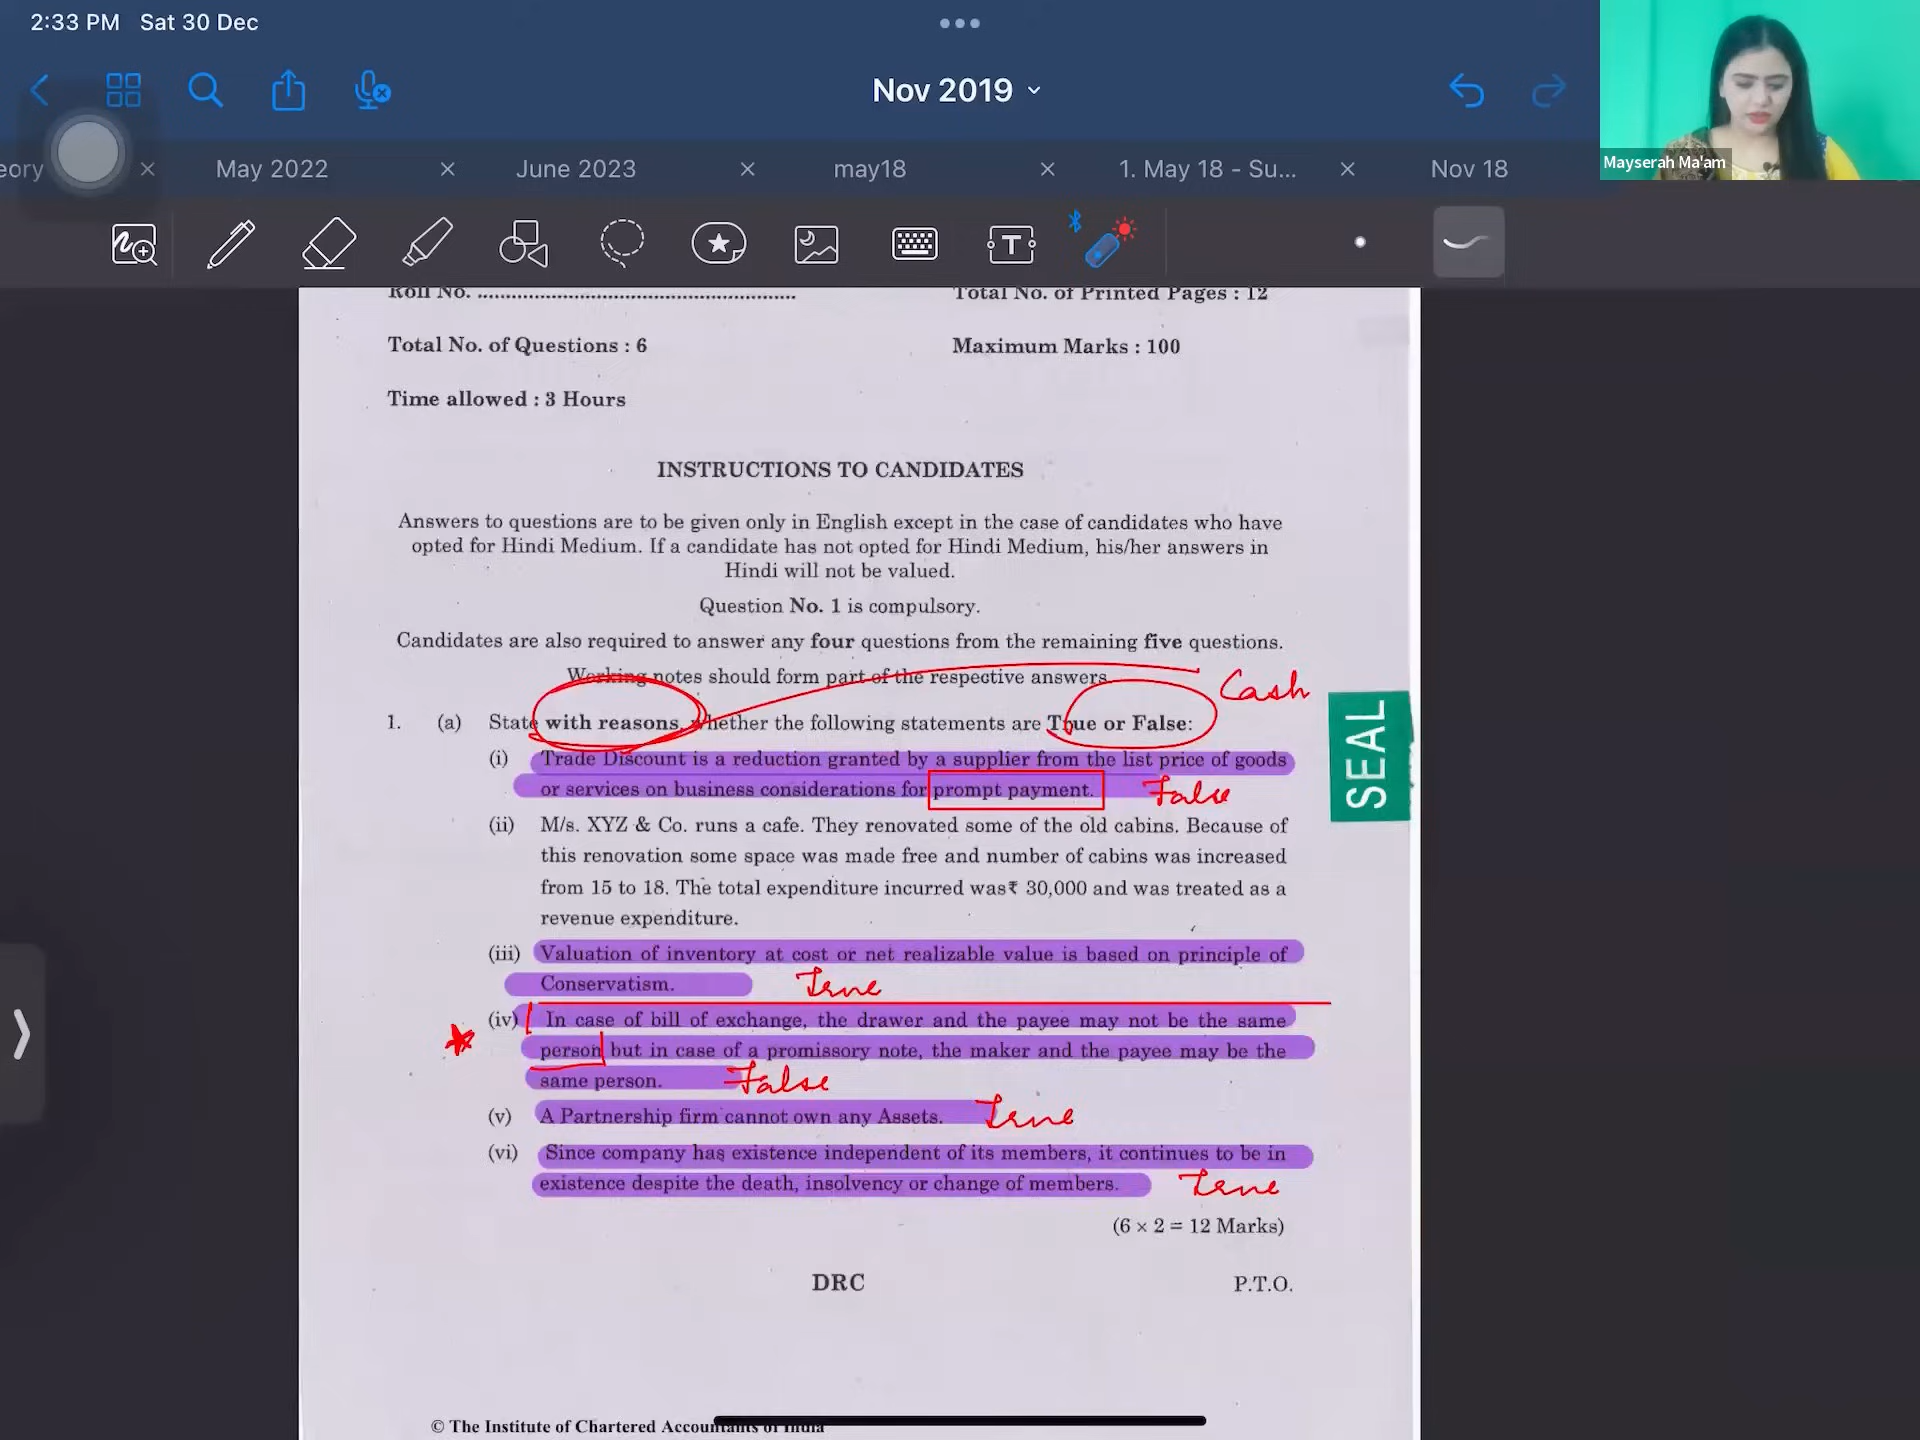 2:33 PM Sat 30 Dec
Nov 2019
eory
May 2022
June 2023
may18
1. May 18 - Su...
Nov 18
Mayserah Ma'am
T
Roll No. ........................................................
Total No. of Printed Pages : 12
Total No. of Questions : 6
Maximum Marks : 100
Time allowed : 3 Hours
INSTRUCTIONS TO CANDIDATES
Answers to questions are to be given only in English except in the case of candidates who have
opted for Hindi Medium. If a candidate has not opted for Hindi Medium, his/her answers in
Hindi will not be valued.
Question No. 1 is compulsory.
Candidates are also required to answer any four questions from the remaining five questions.
Working notes should form part of the respective answers.
Cash
1. (a) State with reasons, whether the following statements are True or False:
(i) Trade Discount is a reduction granted by a supplier from the list price of goods
or services on business considerations for prompt payment. False
(ii) M/s. XYZ & Co. runs a cafe. They renovated some of the old cabins. Because of
this renovation some space was made free and number of cabins was increased
from 15 to 18. The total expenditure incurred was ₹ 30,000 and was treated as a
revenue expenditure.
(iii) Valuation of inventory at cost or net realizable value is based on principle of
Conservatism. True
(iv) In case of bill of exchange, the drawer and the payee may not be the same
person but in case of a promissory note, the maker and the payee may be the
same person. False
(v) A Partnership firm cannot own any Assets. True
(vi) Since company has existence independent of its members, it continues to be in
existence despite the death, insolvency or change of members. True
(6 × 2 = 12 Marks)
DRC
P.T.O.
SEAL
© The Institute of Chartered Accountants of India